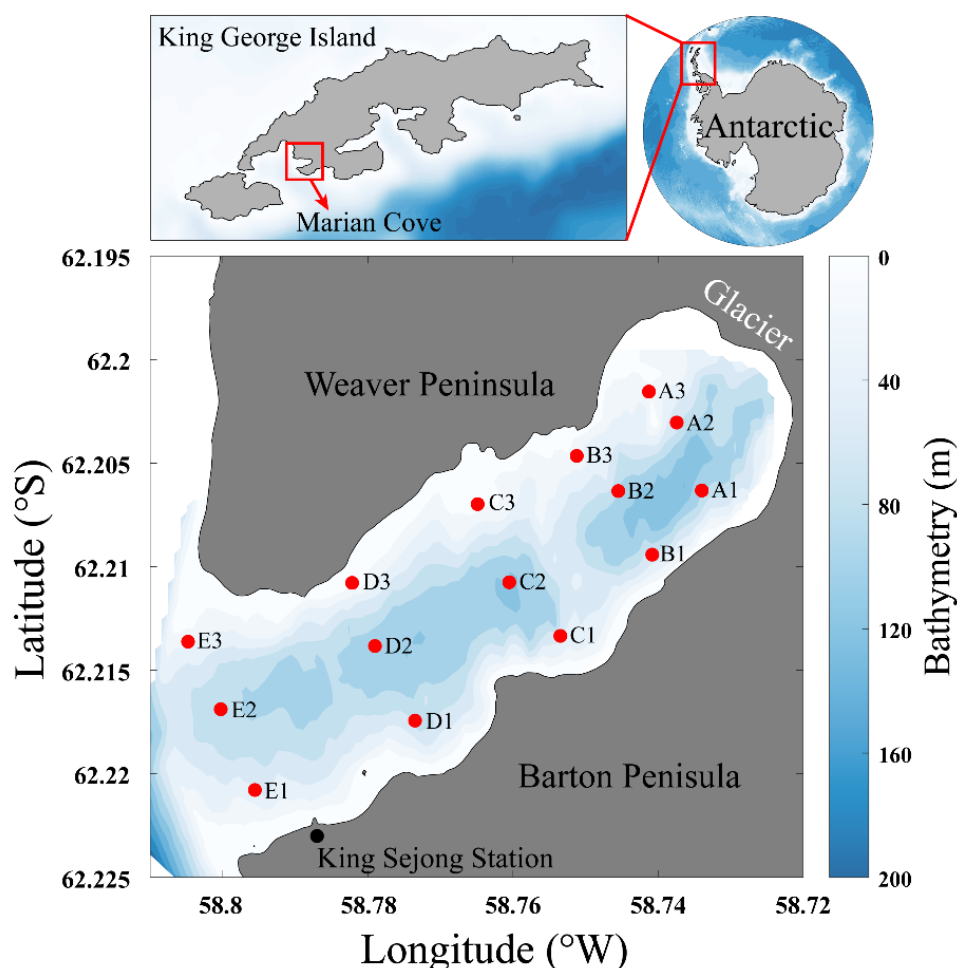 King George Island
Marian Cove
Antarctic
62.195
62.2
62.205
62.21
62.215
62.22
62.225
Latitude (°S)
Glacier
Weaver Peninsula
A3
A2
B3
B2
A1
C3
B1
D3
C2
C1
E3
D2
E2
D1
E1
Barton Penisula
King Sejong Station
58.8
58.78
58.76
58.74
58.72
Longitude (°W)
0
40
80
120
160
200
Bathymetry (m)